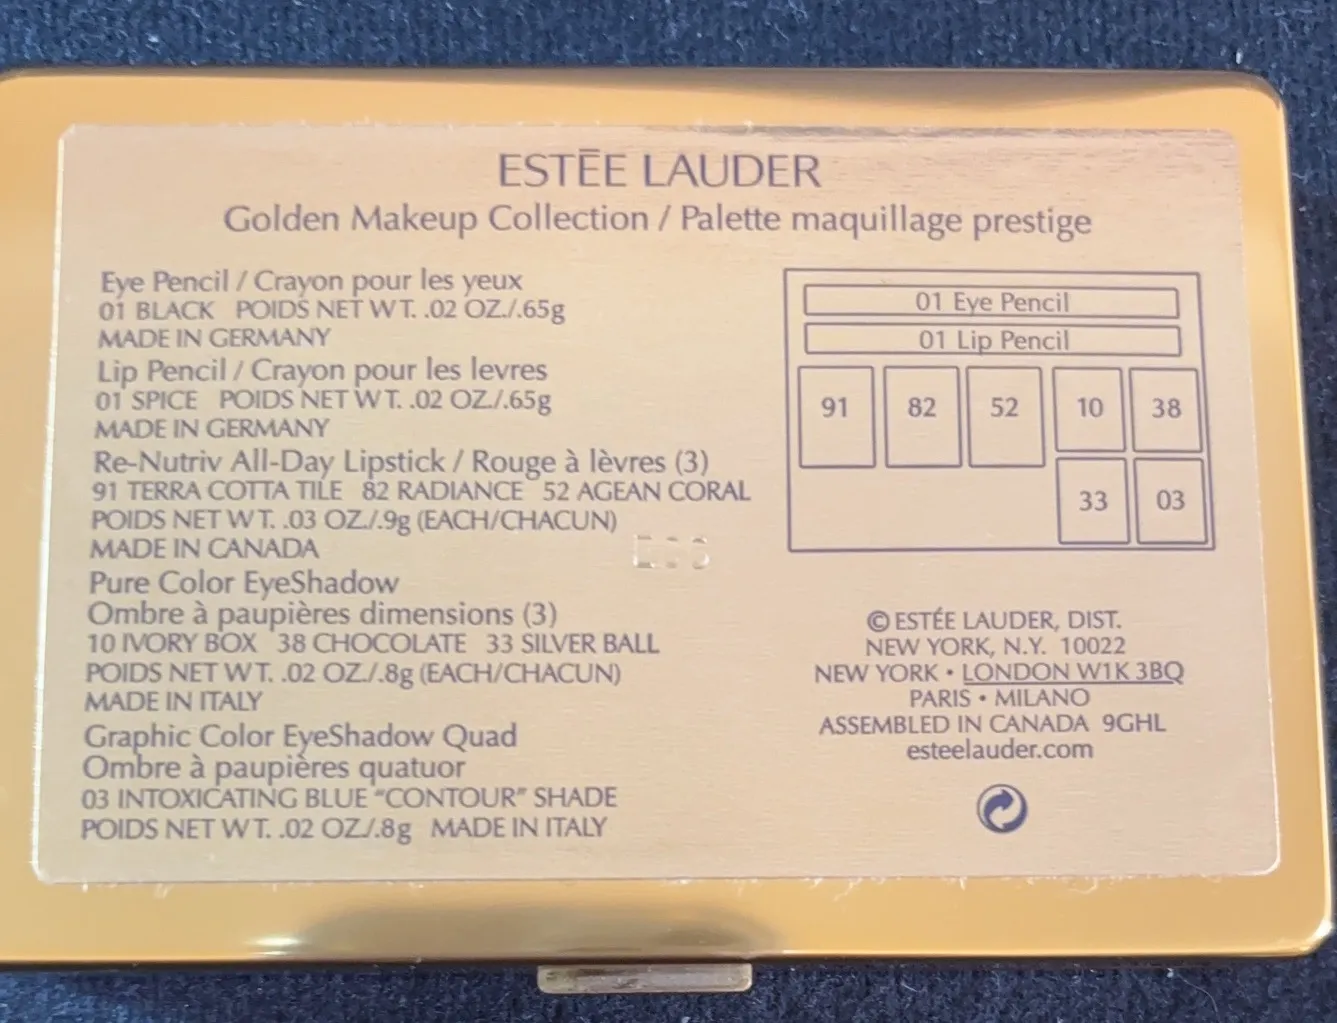 ESTĒE LAUDER
Golden Makeup Collection / Palette maquillage prestige
Eye Pencil / Crayon pour les yeux
01 BLACK POIDS NET WT. .02 OZ./.65g
MADE IN GERMANY
Lip Pencil / Crayon pour les levres
01 SPICE POIDS NET WT. .02 OZ./.65g
MADE IN GERMANY
Re-Nutriv All-Day Lipstick / Rouge à lèvres (3)
91 TERRA COTTA TILE 82 RADIANCE 52 AGEAN CORAL
POIDS NET WT. .03 OZ./.9g (EACH/CHACUN)
MADE IN CANADA
Pure Color EyeShadow
Ombre à paupières dimensions (3)
10 IVORY BOX 38 CHOCOLATE 33 SILVER BALL
POIDS NET WT. .02 OZ./.8g (EACH/CHACUN)
MADE IN ITALY
Graphic Color EyeShadow Quad
Ombre à paupières quatuor
03 INTOXICATING BLUE “CONTOUR” SHADE
POIDS NET WT. .02 OZ./.8g MADE IN ITALY
01 Eye Pencil
01 Lip Pencil
91 82 52 10 38
33 03
© ESTÉE LAUDER, DIST.
NEW YORK, N.Y. 10022
NEW YORK • LONDON W1K 3BQ
PARIS • MILANO
ASSEMBLED IN CANADA 9GHL
esteelauder.com